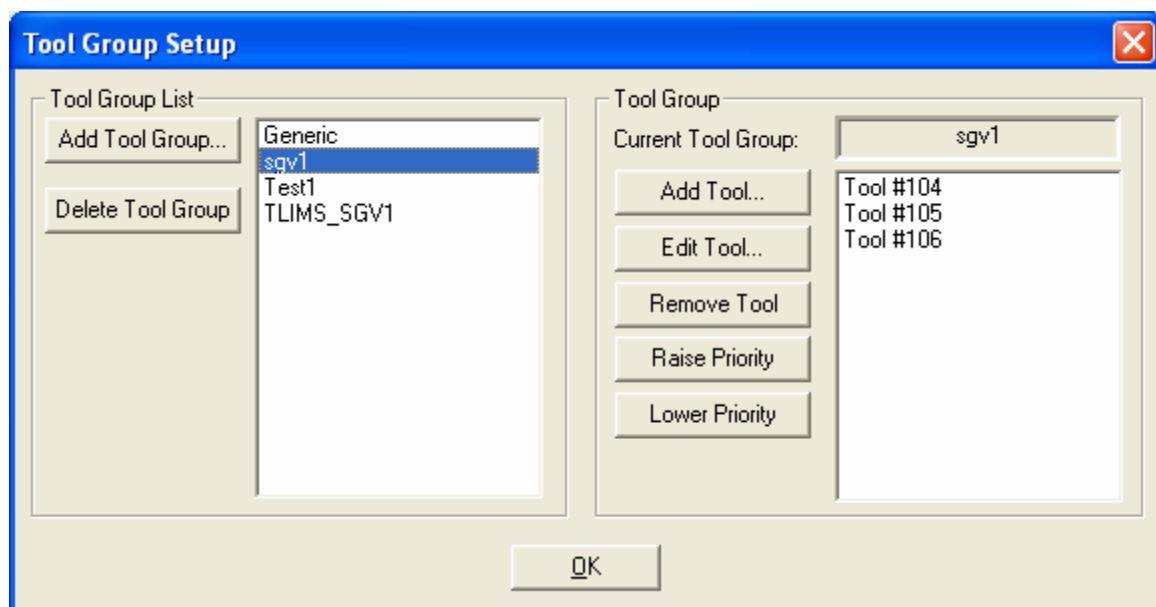 Tool Group Setup
Tool Group List
Add Tool Group...
Delete Tool Group
Generic
sgv1
Test1
TLIMS_SGV1
Tool Group
Current Tool Group:
sgv1
Add Tool...
Edit Tool...
Remove Tool
Raise Priority
Lower Priority
Tool #104
Tool #105
Tool #106
OK